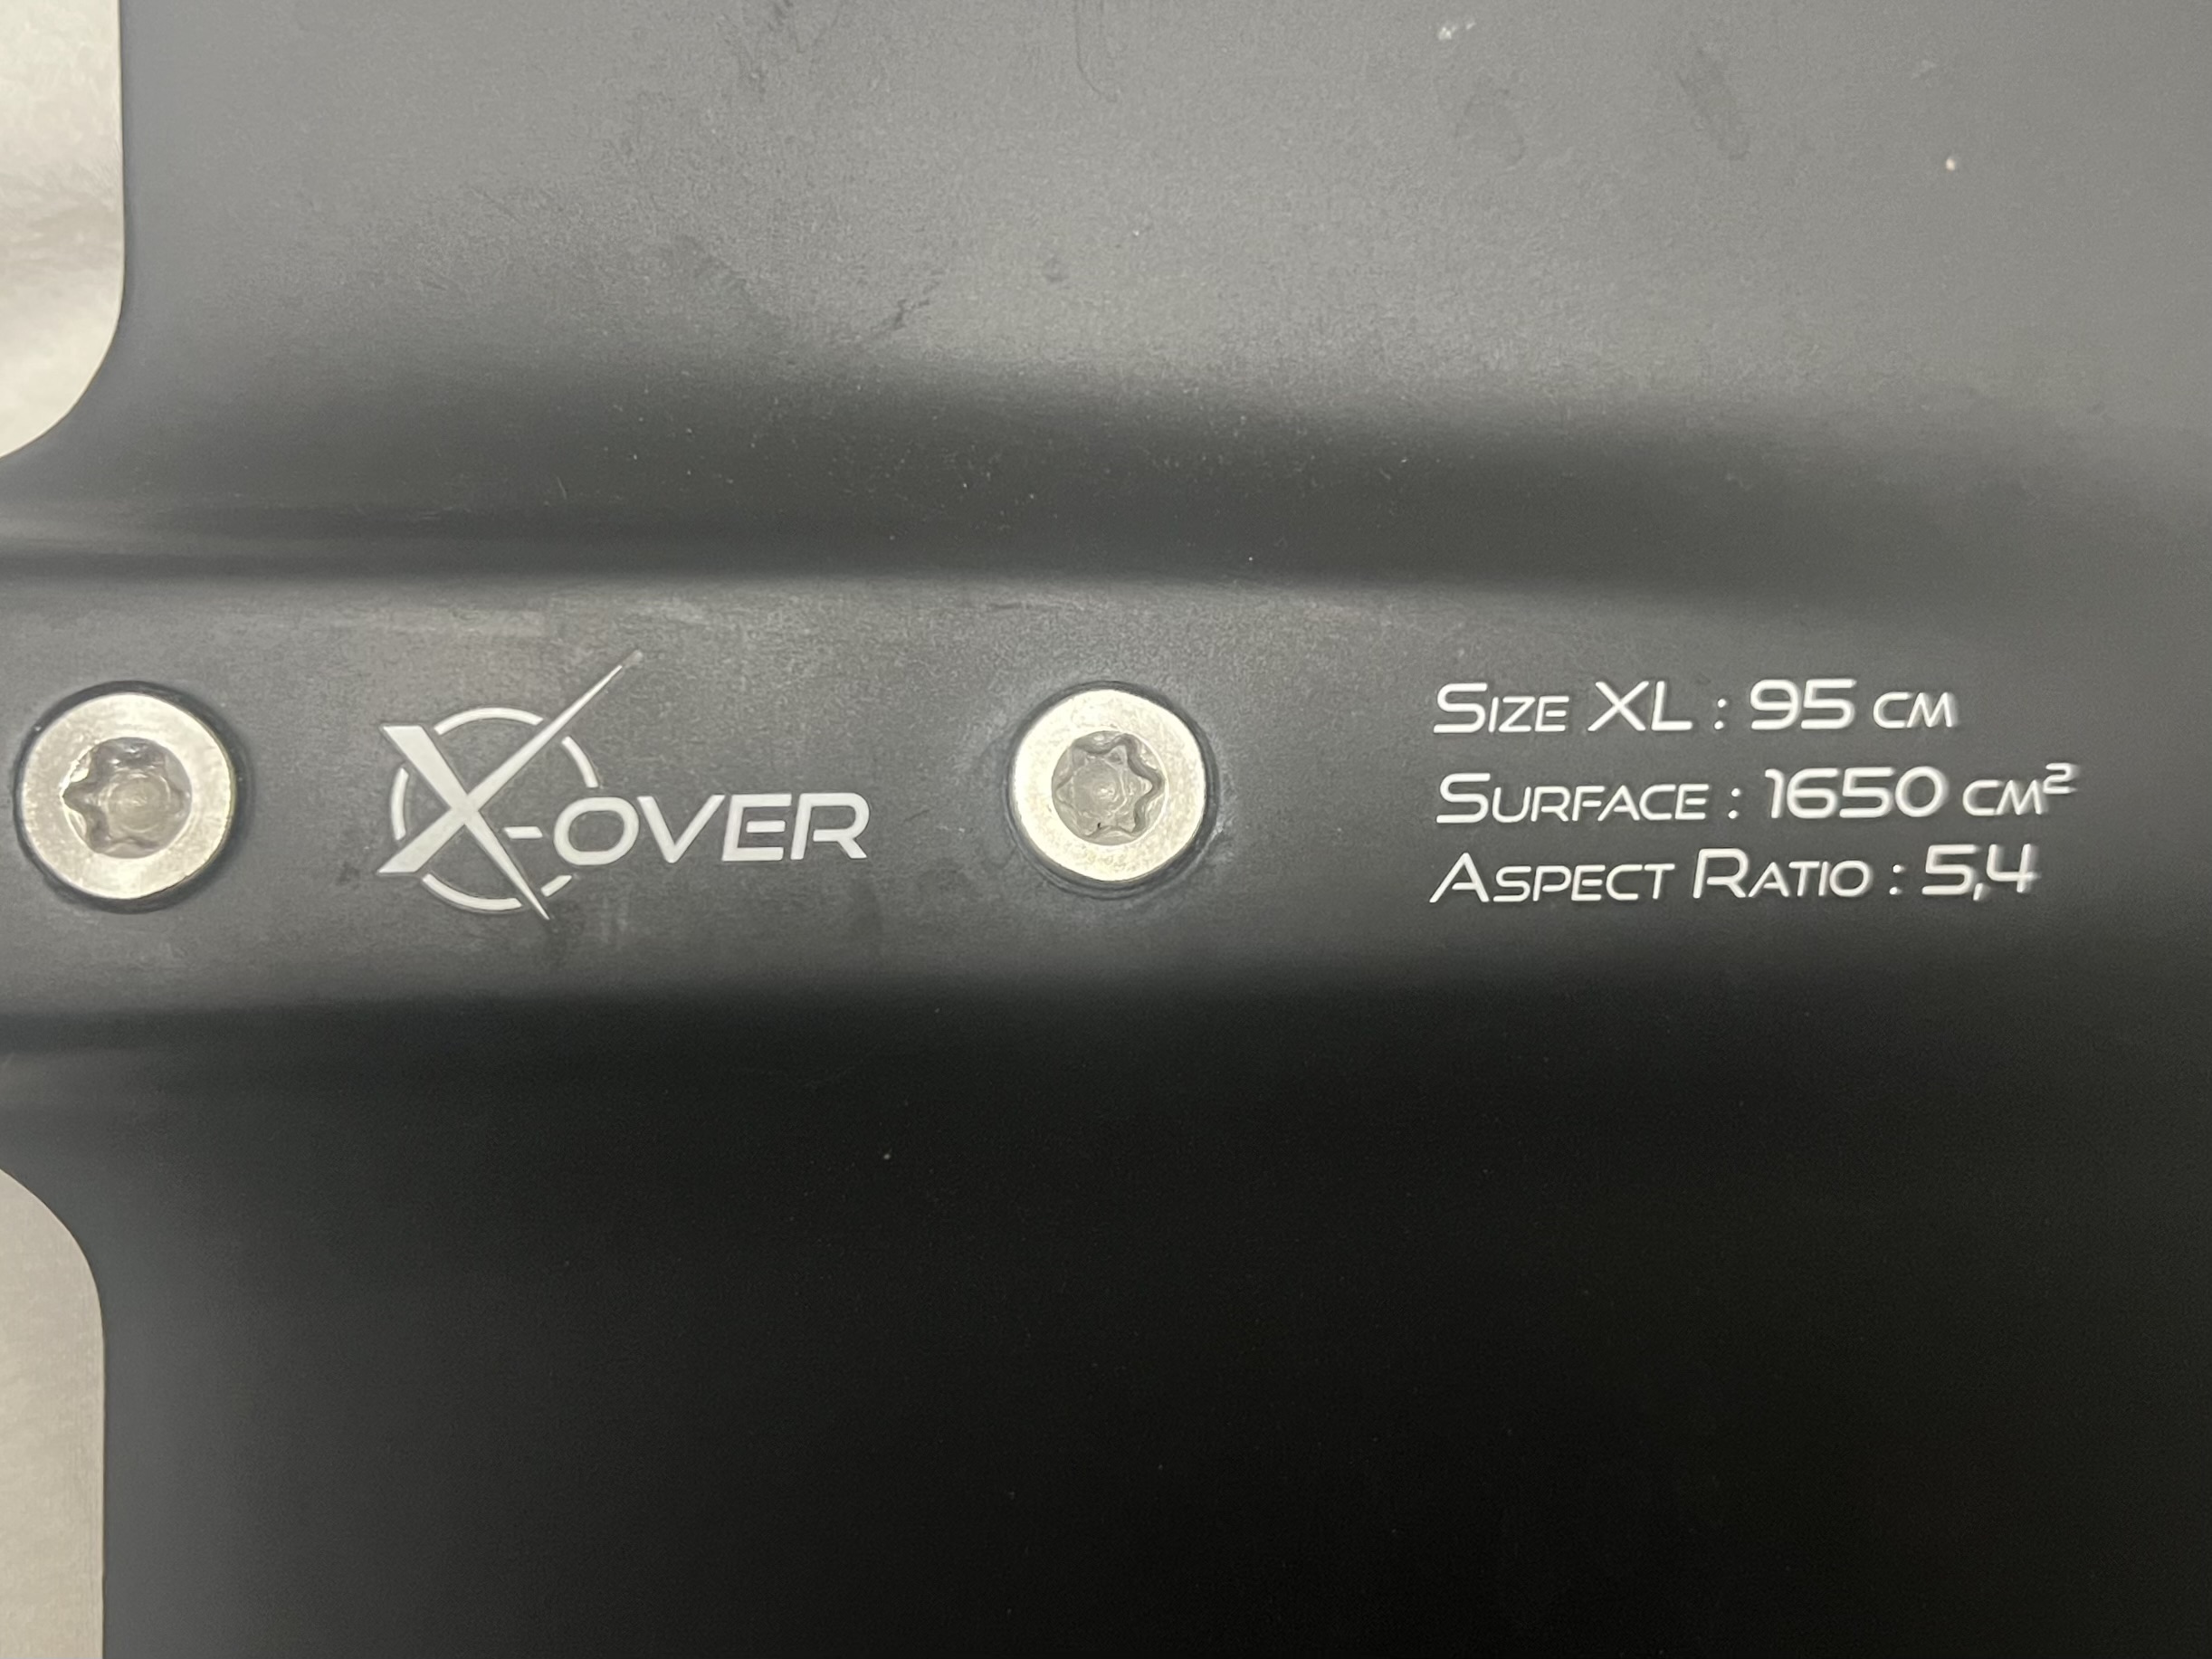 X-OVER
SIZE XL : 95 CM
SURFACE : 1650 CM²
ASPECT RATIO : 5,4